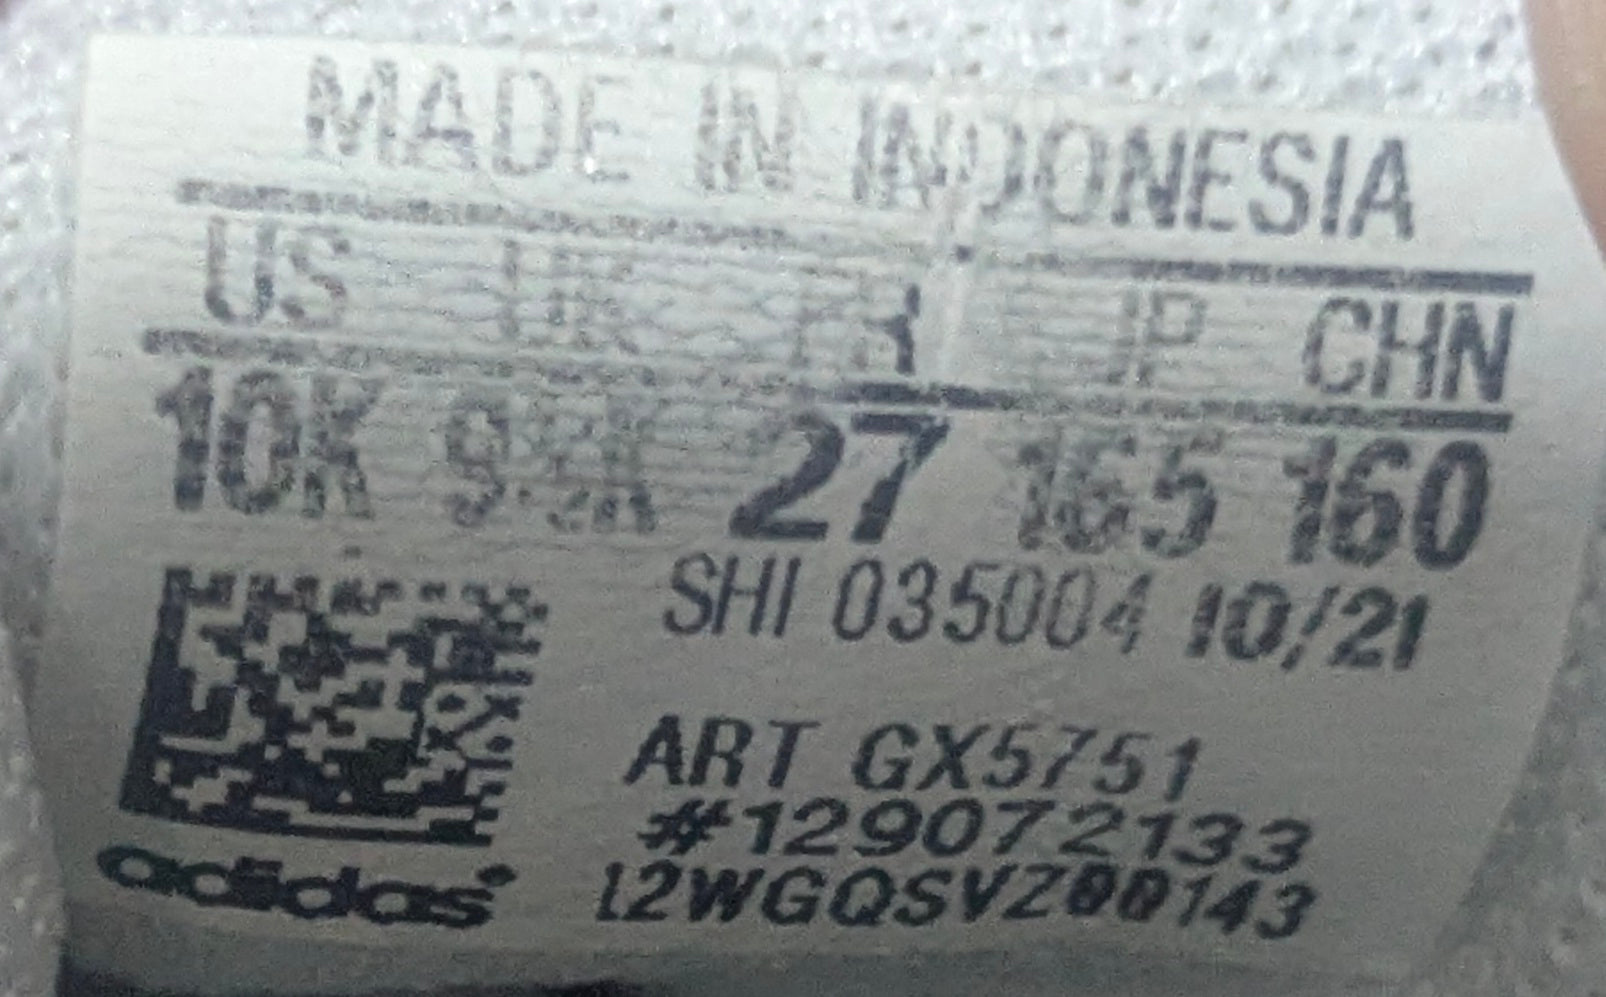 MADE IN INDONESIA
US UK FR JP CHN
10K 9½K 27 165 160
SHI 035004 10/21
ART GX5751
#129072133
L2WGQSVZ00143
adidas